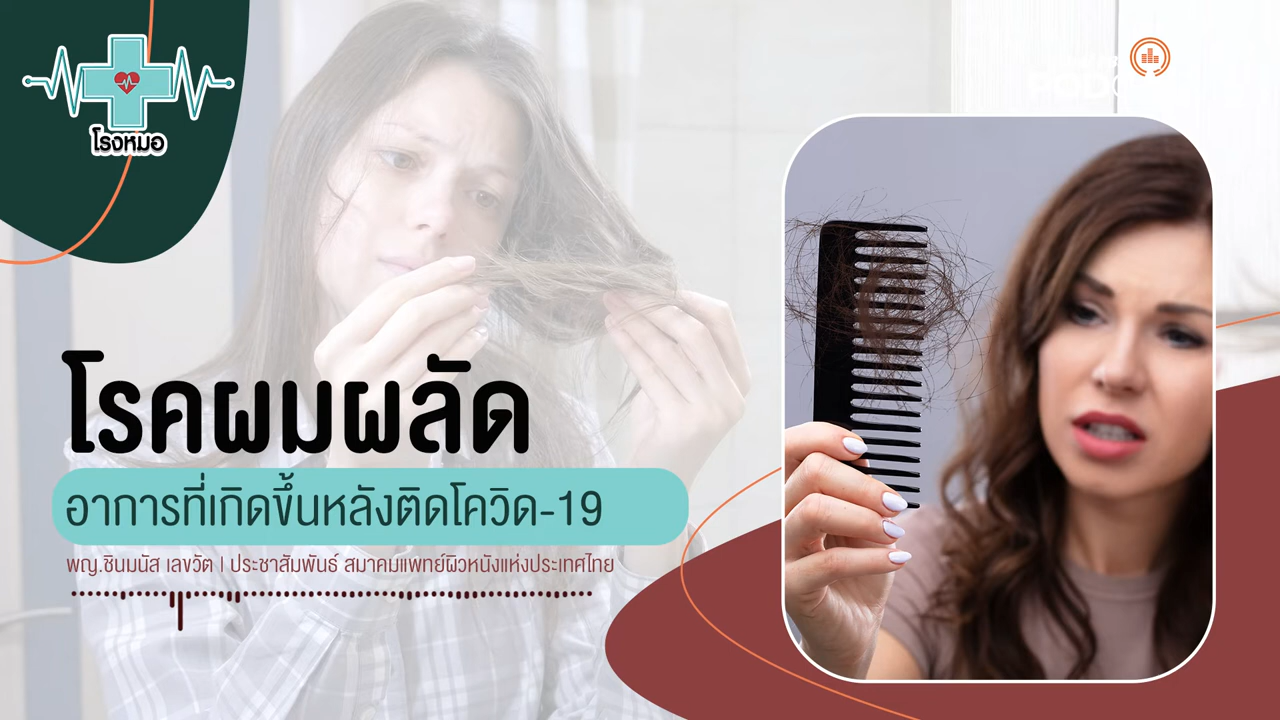 โรงหมอ
โรคผมผลัด
อาการที่เกิดขึ้นหลังติดโควิด-19
พญ.ชินมนัส เลขวัต | ประชาสัมพันธ์ สมาคมแพทย์ผิวหนังแห่งประเทศไทย